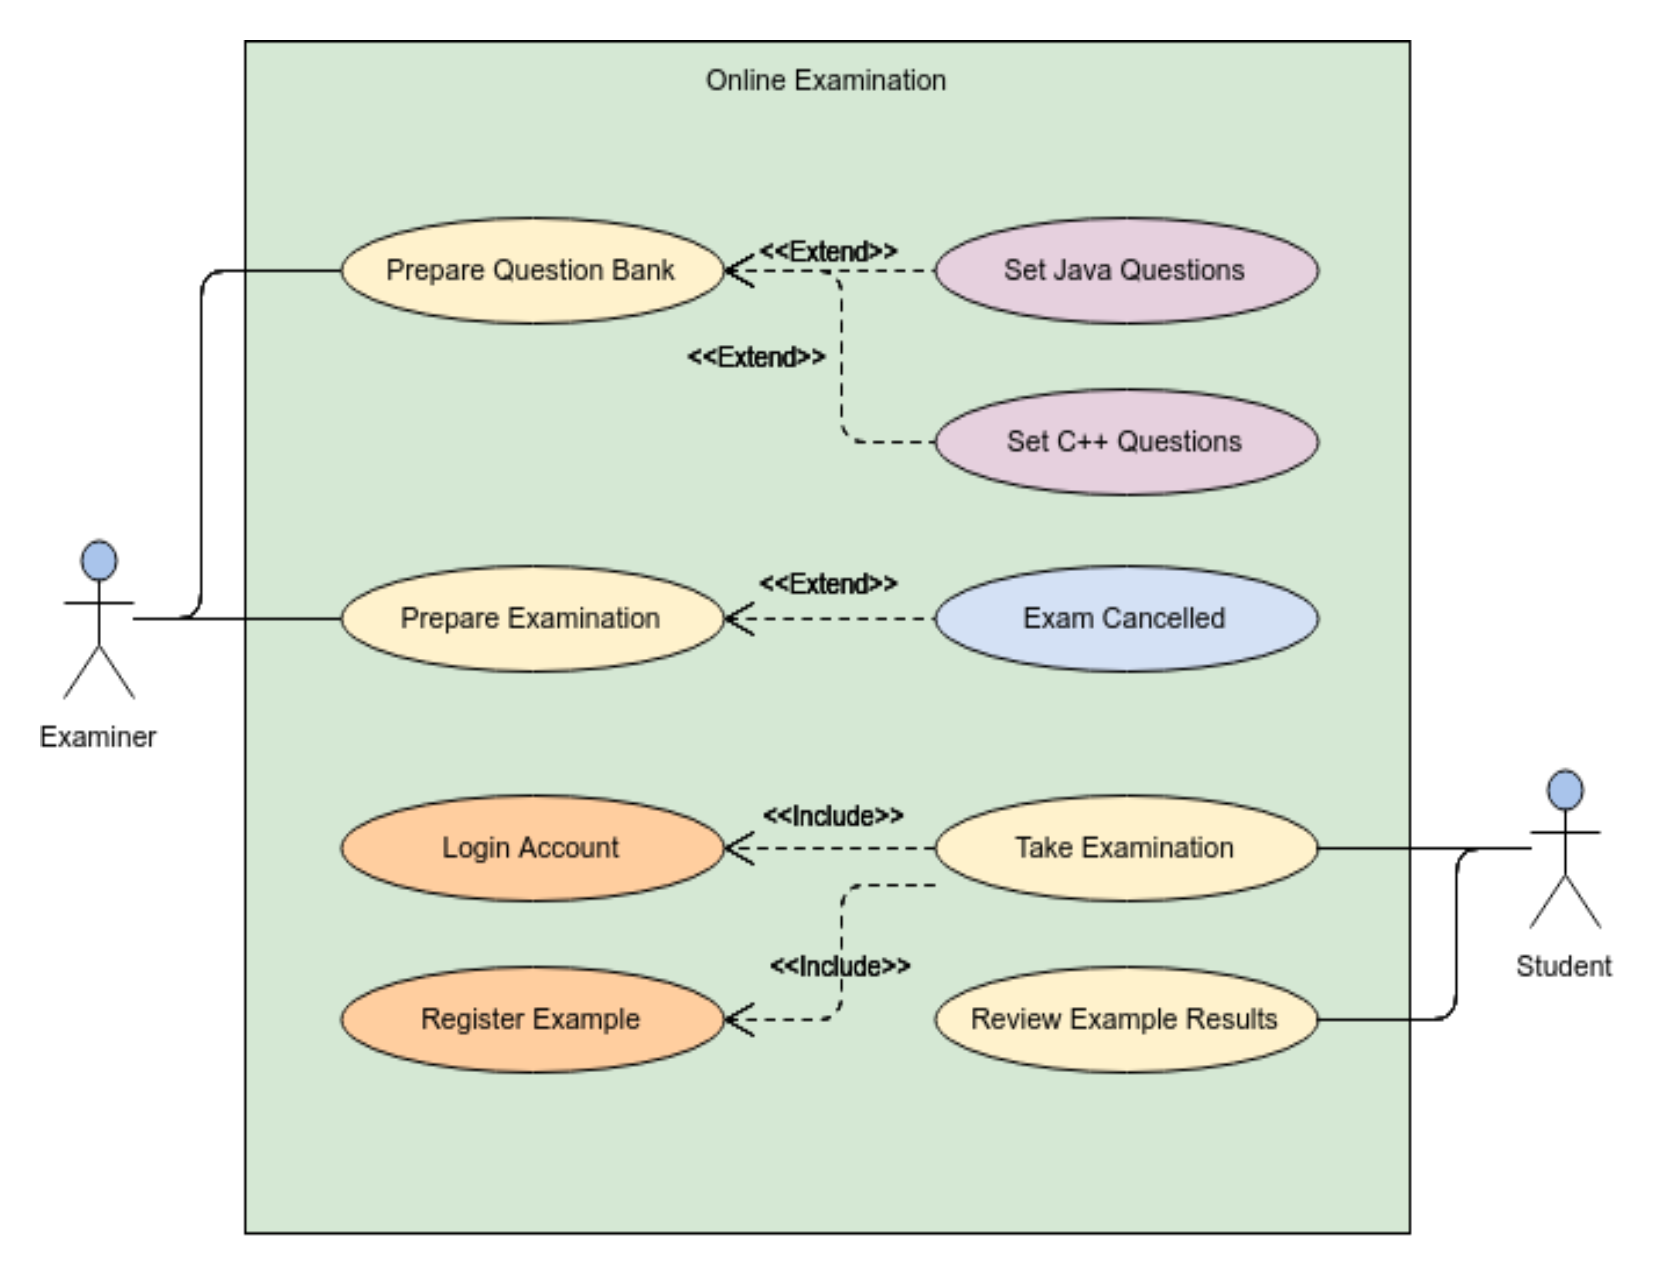 Online Examination
Prepare Question Bank
<<Extend>>
Set Java Questions
<<Extend>>
Set C++ Questions
Prepare Examination
<<Extend>>
Exam Cancelled
Examiner
Login Account
<<Include>>
Take Examination
Student
Register Example
<<Include>>
Review Example Results